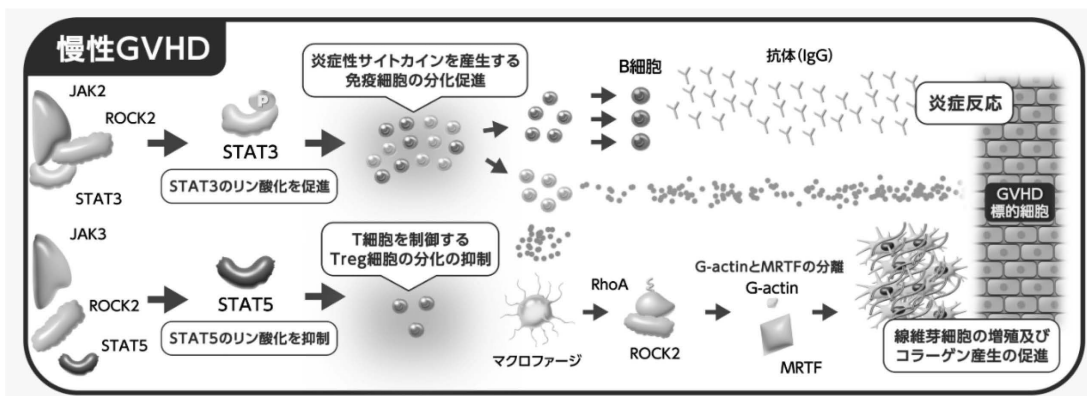 慢性GVHD
JAK2
ROCK2
STAT3
P
STAT3
STAT3のリン酸化を促進
炎症性サイトカインを産生する
免疫細胞の分化促進
B細胞
抗体(IgG)
炎症反応
GVHD
標的細胞
JAK3
ROCK2
STAT5
STAT5
STAT5のリン酸化を抑制
T細胞を制御する
Treg細胞の分化の抑制
マクロファージ
RhoA
ROCK2
G-actinとMRTFの分離
G-actin
MRTF
線維芽細胞の増殖及び
コラーゲン産生の促進